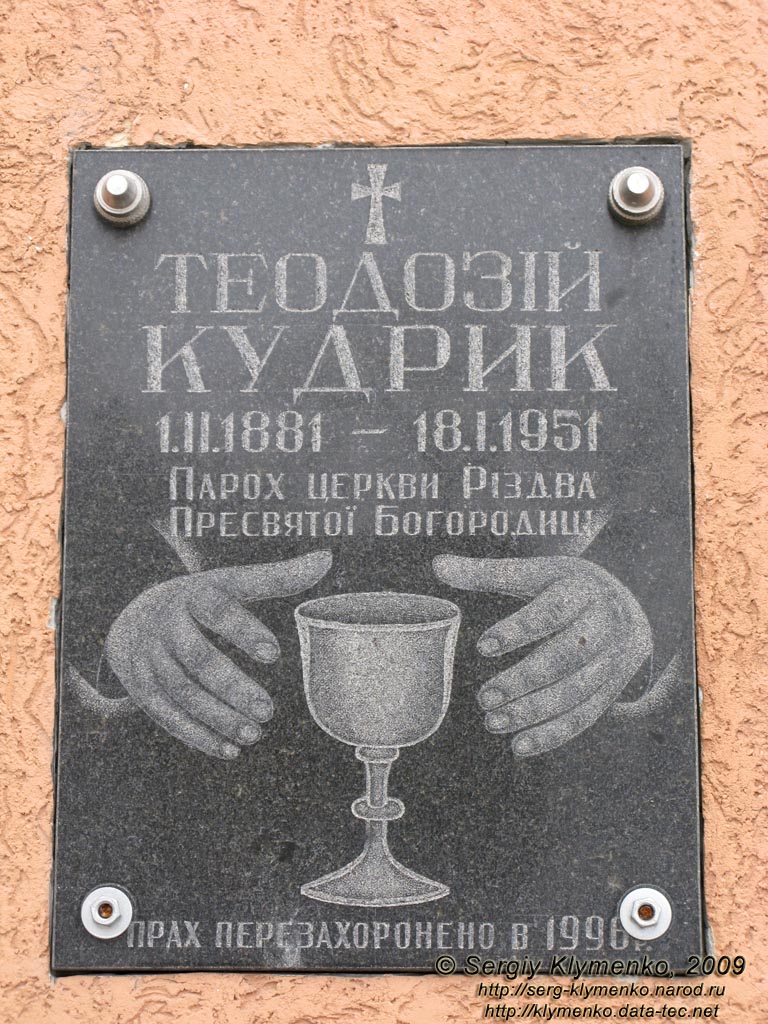 ТЕОДОЗІЙ
КУДРИК
1.II.1881 – 18.I.1951
Парох церкви Різдва
Пресвятої Богородиці
прах перезахоронено в 1996 р.
© Sergiy Klymenko, 2009
http://serg-klymenko.narod.ru
http://klymenko.data-tec.net